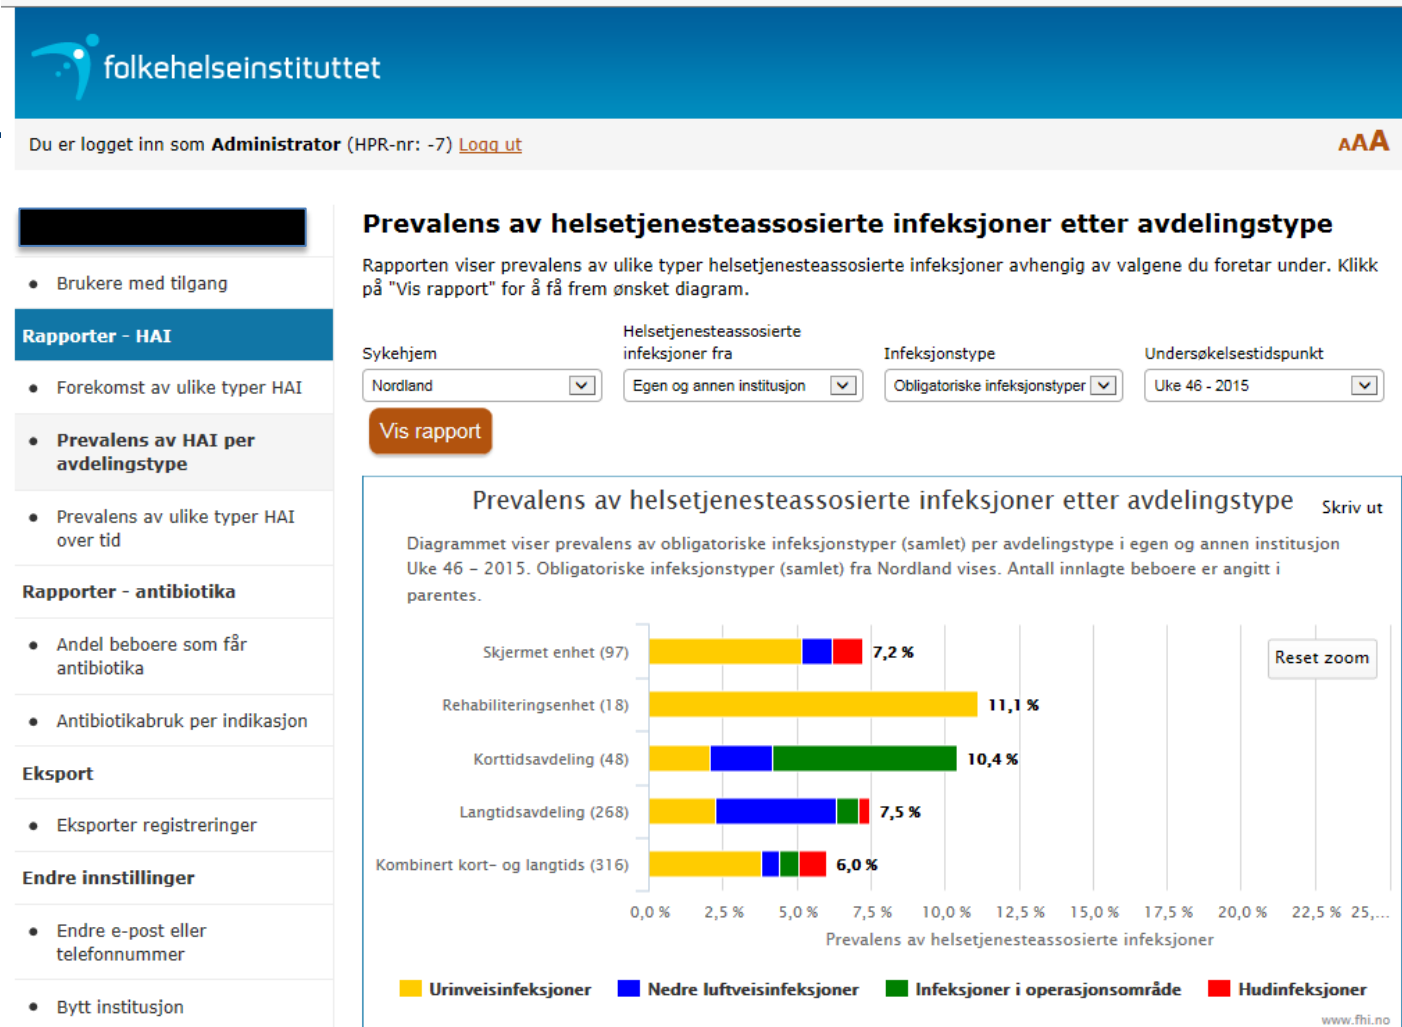 folkehelseinstituttet
Du er logget inn som Administrator (HPR-nr: -7) Logg ut
AAA
Brukere med tilgang
Rapporter - HAI
Forekomst av ulike typer HAI
Prevalens av HAI per
avdelingstype
Prevalens av ulike typer HAI
over tid
Rapporter - antibiotika
Andel beboere som får
antibiotika
Antibiotikabruk per indikasjon
Eksport
Eksporter registreringer
Endre innstillinger
Endre e-post eller
telefonnummer
Bytt institusjon
Prevalens av helsetjenesteassosierte infeksjoner etter avdelingstype
Rapporten viser prevalens av ulike typer helsetjenesteassosierte infeksjoner avhengig av valgene du foretar under. Klikk
på "Vis rapport" for å få frem ønsket diagram.
Sykehjem
Nordland
Helsetjenesteassosierte
infeksjoner fra
Egen og annen institusjon
Infeksjonstype
Obligatoriske infeksjonstyper
Undersøkelsestidspunkt
Uke 46 - 2015
Vis rapport
Prevalens av helsetjenesteassosierte infeksjoner etter avdelingstype
Skriv ut
Diagrammet viser prevalens av obligatoriske infeksjonstyper (samlet) per avdelingstype i egen og annen institusjon
Uke 46 – 2015. Obligatoriske infeksjonstyper (samlet) fra Nordland vises. Antall innlagte beboere er angitt i
parentes.
Skjermet enhet (97) 7,2 %
Reset zoom
Rehabiliteringsenhet (18) 11,1 %
Korttidsavdeling (48) 10,4 %
Langtidsavdeling (268) 7,5 %
Kombinert kort- og langtids (316) 6,0 %
0,0 % 2,5 % 5,0 % 7,5 % 10,0 % 12,5 % 15,0 % 17,5 % 20,0 % 22,5 % 25,...
Prevalens av helsetjenesteassosierte infeksjoner
Urinveisinfeksjoner Nedre luftveisinfeksjoner Infeksjoner i operasjonsområde Hudinfeksjoner
www.fhi.no